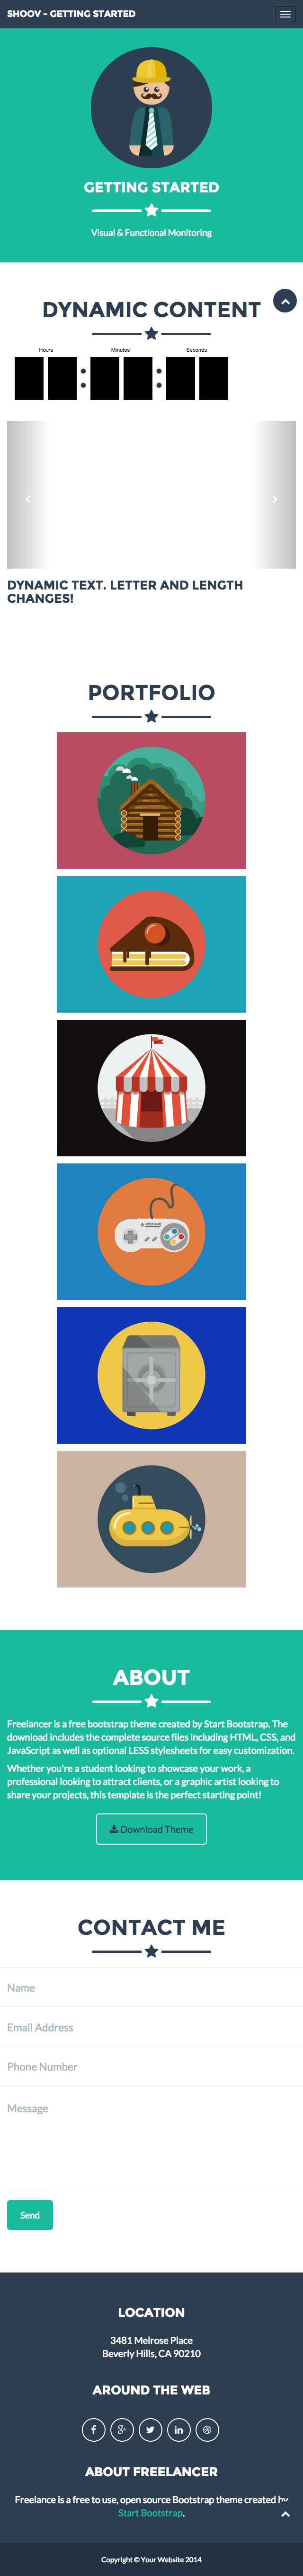 SHOOV - GETTING STARTED
GETTING STARTED
Visual & Functional Monitoring
DYNAMIC CONTENT
Hours Minutes Seconds
DYNAMIC TEXT. LETTER AND LENGTH
CHANGES!
PORTFOLIO
ABOUT
Freelancer is a free bootstrap theme created by Start Bootstrap. The
download includes the complete source files including HTML, CSS, and
JavaScript as well as optional LESS stylesheets for easy customization.
Whether you're a student looking to showcase your work, a
professional looking to attract clients, or a graphic artist looking to
share your projects, this template is the perfect starting point!
Download Theme
CONTACT ME
Name
Email Address
Phone Number
Message
Send
LOCATION
3481 Melrose Place
Beverly Hills, CA 90210
AROUND THE WEB
ABOUT FREELANCER
Freelance is a free to use, open source Bootstrap theme created by
Start Bootstrap.
Copyright © Your Website 2014